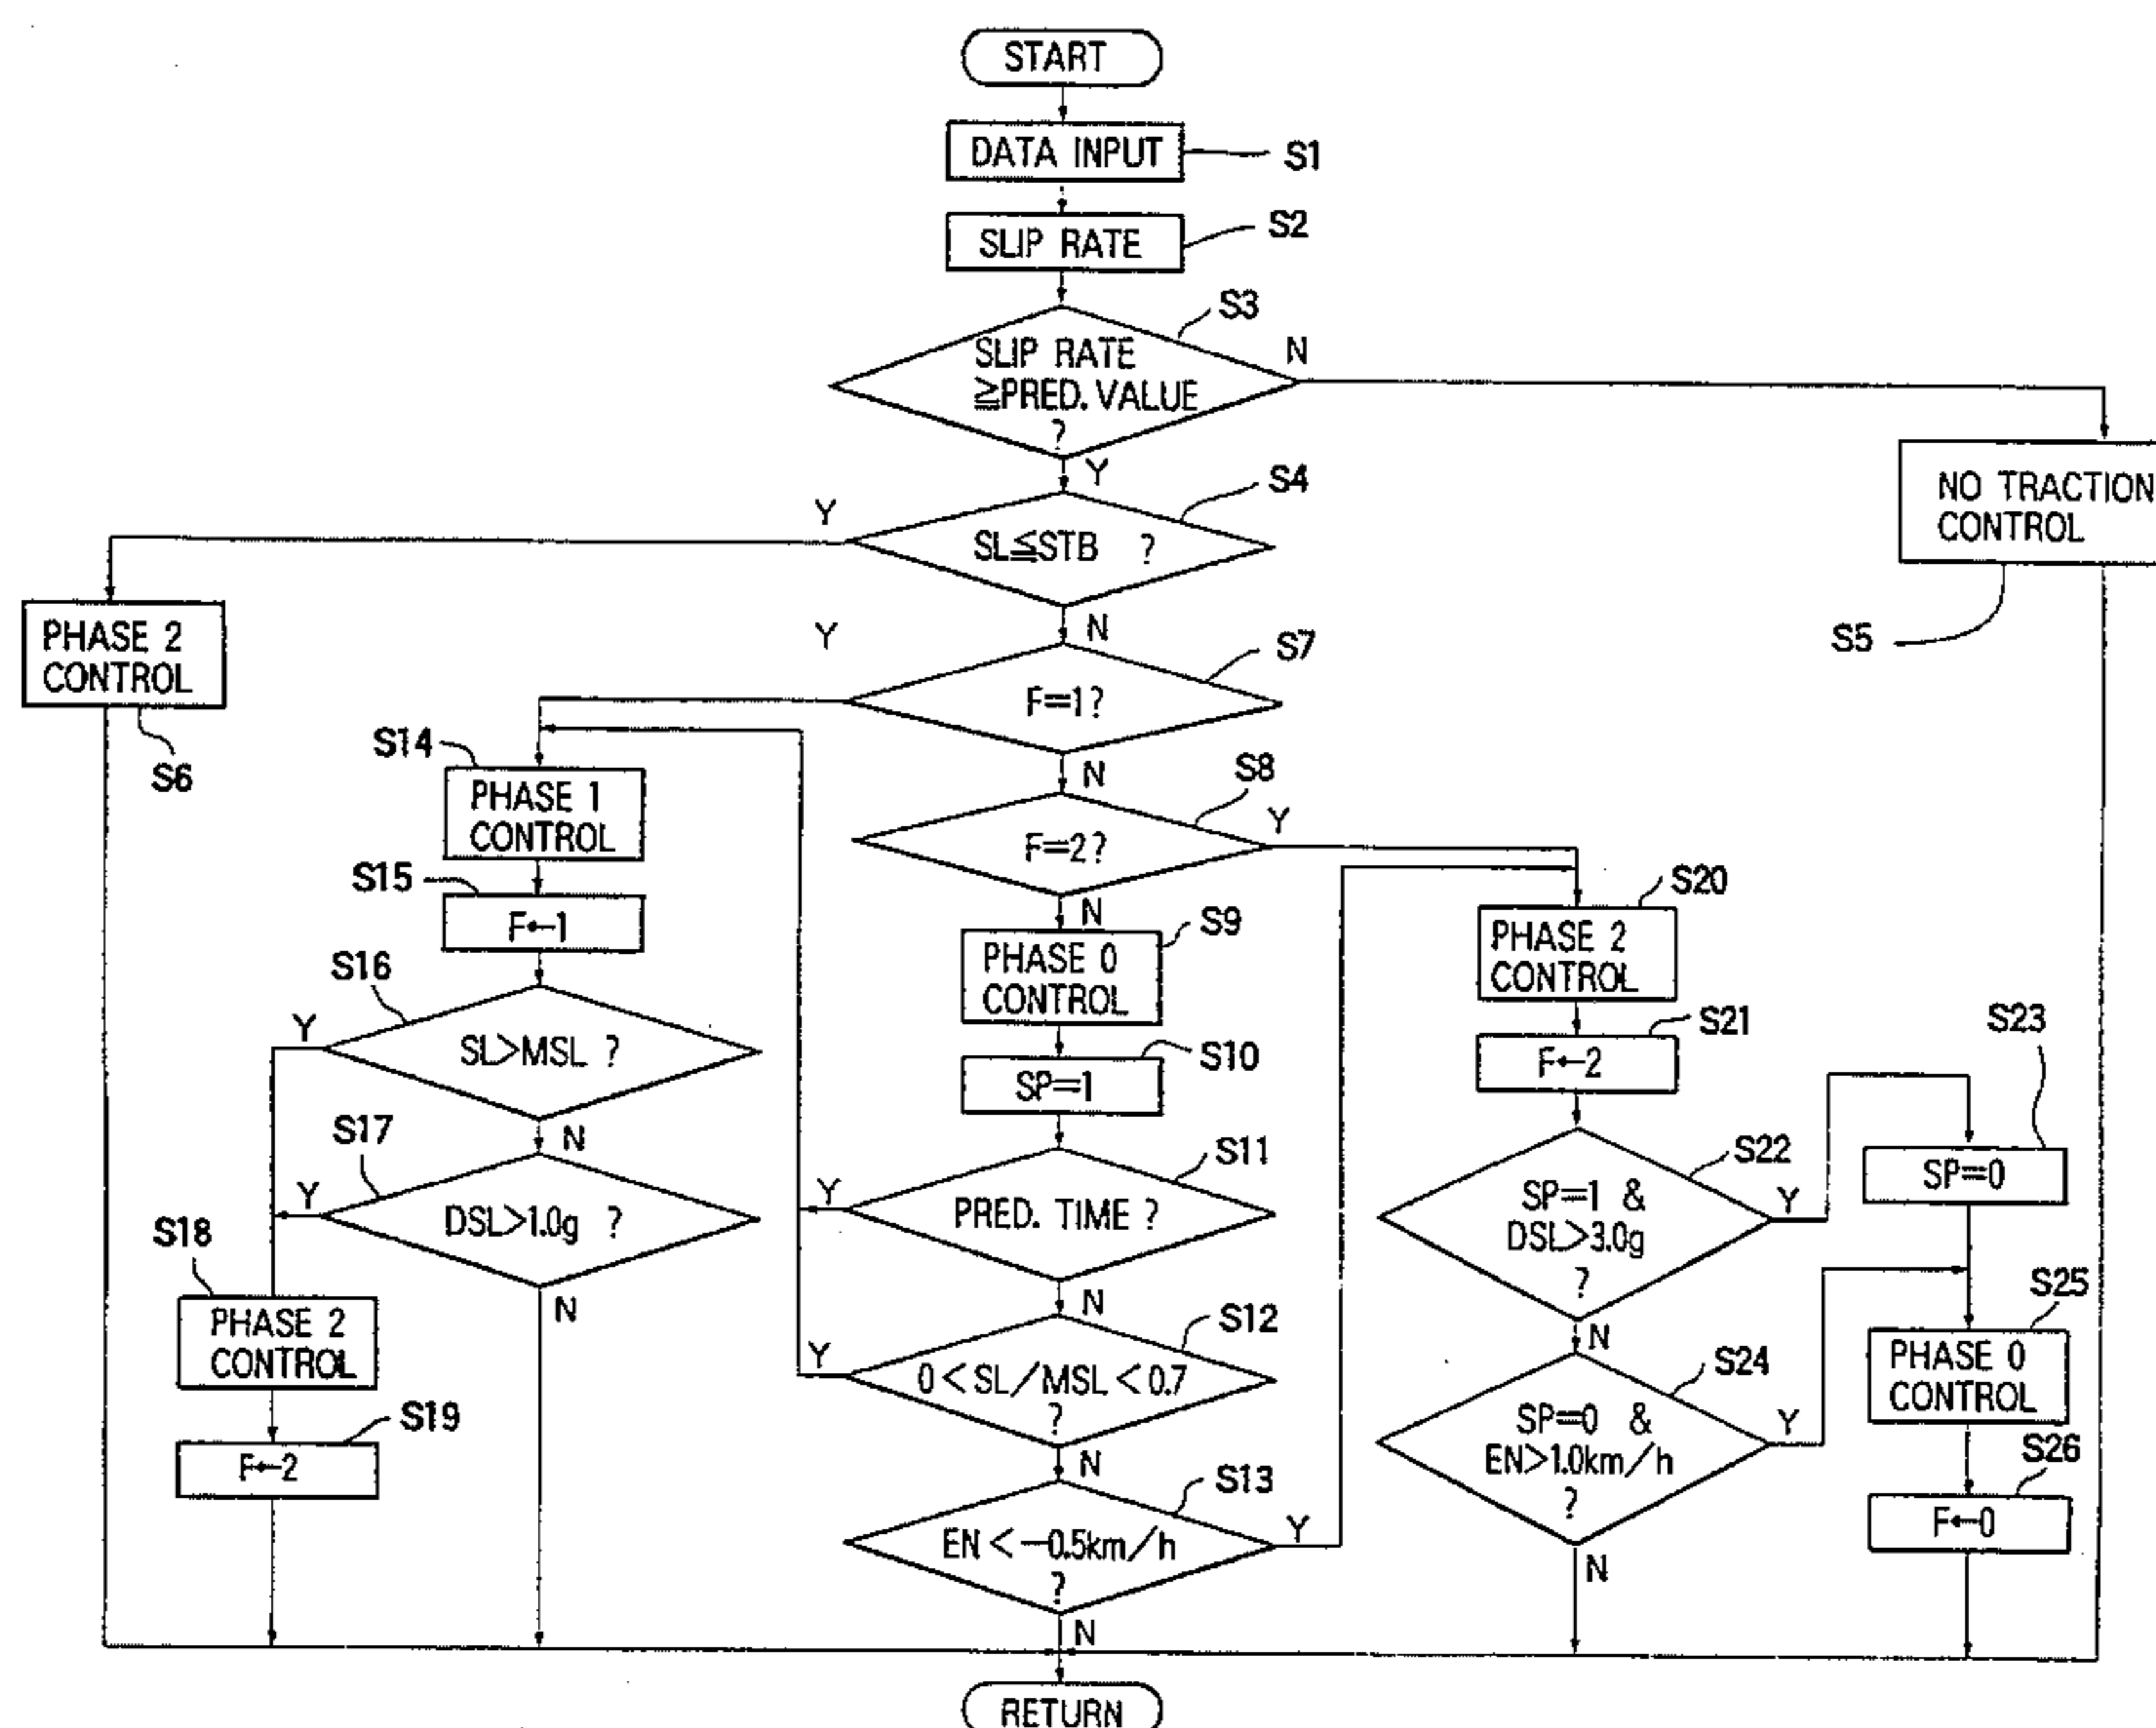 START
DATA INPUT
S1
SLIP RATE
S2
SLIP RATE
≧PRED. VALUE
?
S3
N
Y
NO TRACTION
CONTROL
S5
SL≦STB ?
S4
Y
N
PHASE 2
CONTROL
S6
F=1?
S7
Y
N
F=2?
S8
Y
N
PHASE 0
CONTROL
S9
SP=1
S10
PRED. TIME ?
S11
Y
N
0<SL/MSL<0.7
?
S12
Y
N
EN<-0.5km/h
?
S13
Y
N
S14
PHASE 1
CONTROL
S15
F←1
S16
SL>MSL ?
Y
N
S17
DSL>1.0g ?
Y
N
S18
PHASE 2
CONTROL
S19
F←2
S20
PHASE 2
CONTROL
S21
F←2
S22
SP=1 &
DSL>3.0g
?
Y
N
S23
SP=0
S24
SP=0 &
EN>1.0km/h
?
Y
N
S25
PHASE 0
CONTROL
S26
F←0
RETURN